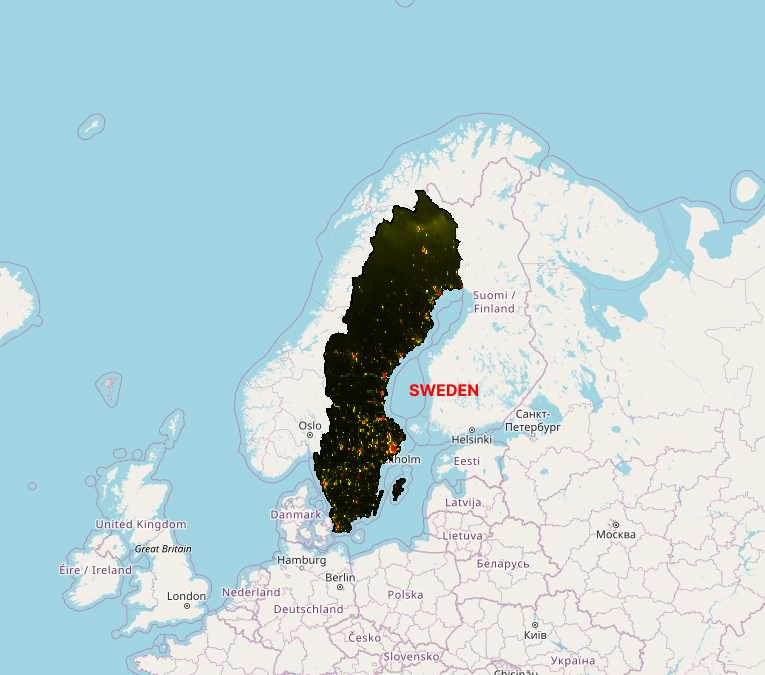 Suomi /
Finland
SWEDEN
Санкт-
Петербург
Oslo
Helsinki
Eesti
holm
Latvija
Danmark
United Kingdom
Lietuva
Москва
Great Britain
Hamburg
Беларусь
Éire / Ireland
Berlin
London
Nederland
Polska
Deutschland
Česko
Київ
Slovensko
Україна
Chișinău